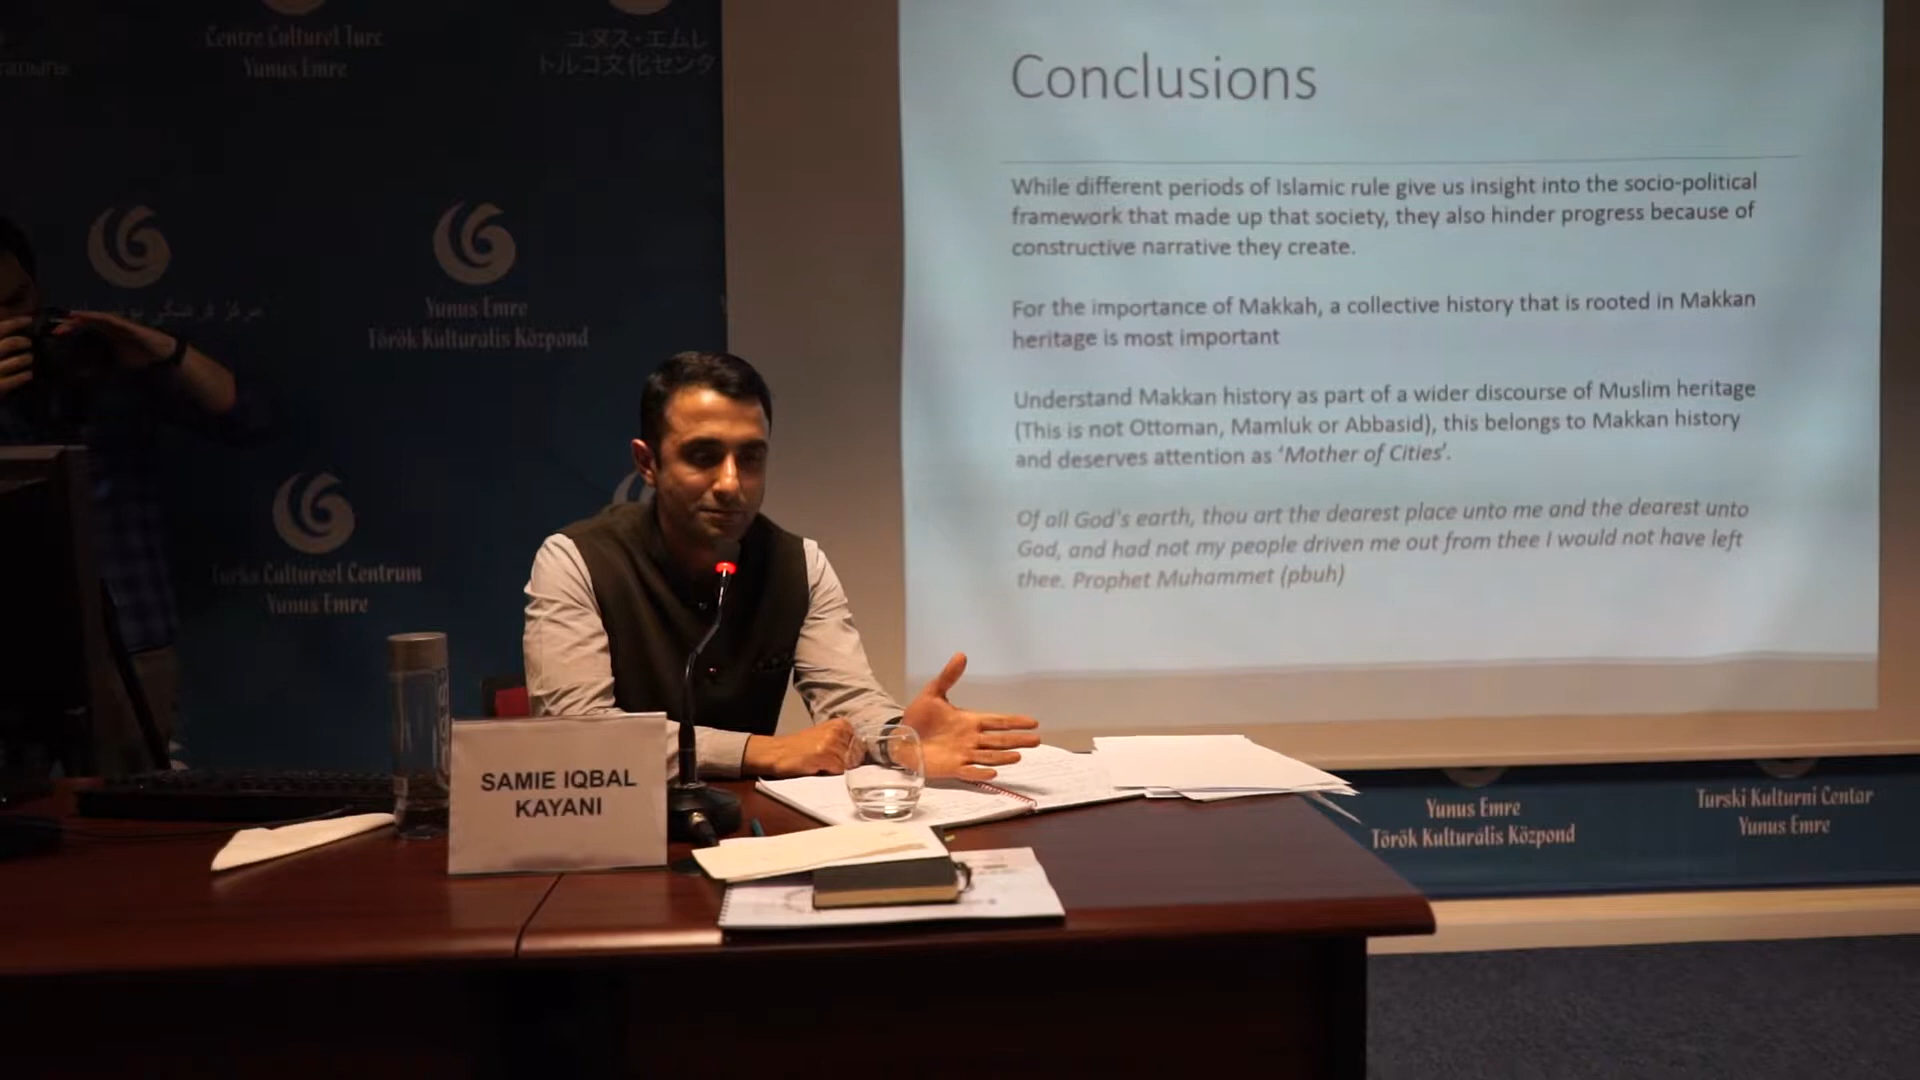 Centre Culturel Turc
Yunus Emre
ユヌス・エムレ
トルコ文化センタ
Yunus Emre
Török Kulturális Központ
Turks Cultureel Centrum
Yunus Emre
Conclusions
While different periods of Islamic rule give us insight into the socio-political
framework that made up that society, they also hinder progress because of
constructive narrative they create.
For the importance of Makkah, a collective history that is rooted in Makkan
heritage is most important
Understand Makkan history as part of a wider discourse of Muslim heritage
(This is not Ottoman, Mamluk or Abbasid), this belongs to Makkan history
and deserves attention as ‘Mother of Cities’.
Of all God's earth, thou art the dearest place unto me and the dearest unto
God, and had not my people driven me out from thee I would not have left
thee. Prophet Muhammet (pbuh)
SAMIE IQBAL
KAYANI
Yunus Emre
Török Kulturális Központ
Turski Kulturni Centar
Yunus Emre